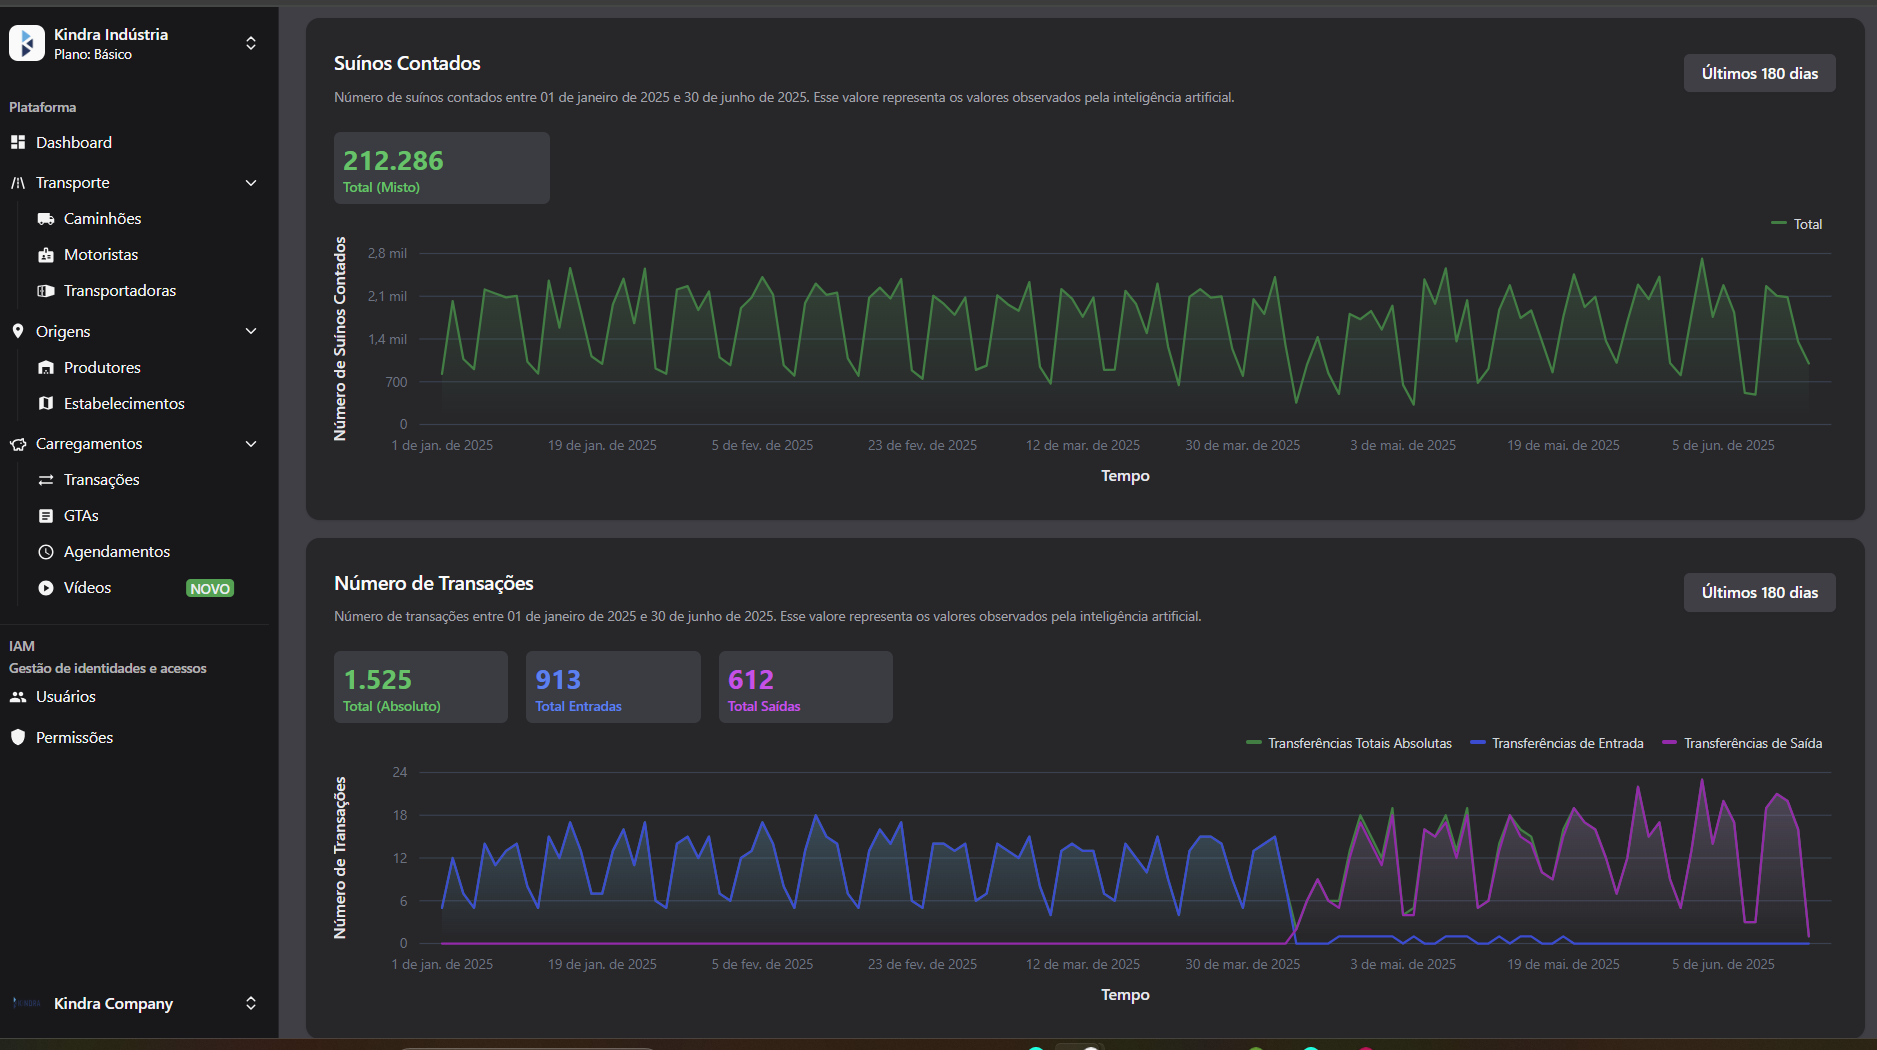 Kindra Indústria
Plano: Básico
Plataforma
Dashboard
Transporte
Caminhões
Motoristas
Transportadoras
Origens
Produtores
Estabelecimentos
Carregamentos
Transações
GTAs
Agendamentos
Vídeos
NOVO
IAM
Gestão de identidades e acessos
Usuários
Permissões
Kindra Company
Suínos Contados
Últimos 180 dias
Número de suínos contados entre 01 de janeiro de 2025 e 30 de junho de 2025. Esse valore representa os valores observados pela inteligência artificial.
212.286
Total (Misto)
Total
Número de Suínos Contados
2,8 mil
2,1 mil
1,4 mil
700
0
1 de jan. de 2025
19 de jan. de 2025
5 de fev. de 2025
23 de fev. de 2025
12 de mar. de 2025
30 de mar. de 2025
3 de mai. de 2025
19 de mai. de 2025
5 de jun. de 2025
Tempo
Número de Transações
Últimos 180 dias
Número de transações entre 01 de janeiro de 2025 e 30 de junho de 2025. Esse valore representa os valores observados pela inteligência artificial.
1.525
Total (Absoluto)
913
Total Entradas
612
Total Saídas
Transferências Totais Absolutas
Transferências de Entrada
Transferências de Saída
Número de Transações
24
18
12
6
0
1 de jan. de 2025
19 de jan. de 2025
5 de fev. de 2025
23 de fev. de 2025
12 de mar. de 2025
30 de mar. de 2025
3 de mai. de 2025
19 de mai. de 2025
5 de jun. de 2025
Tempo